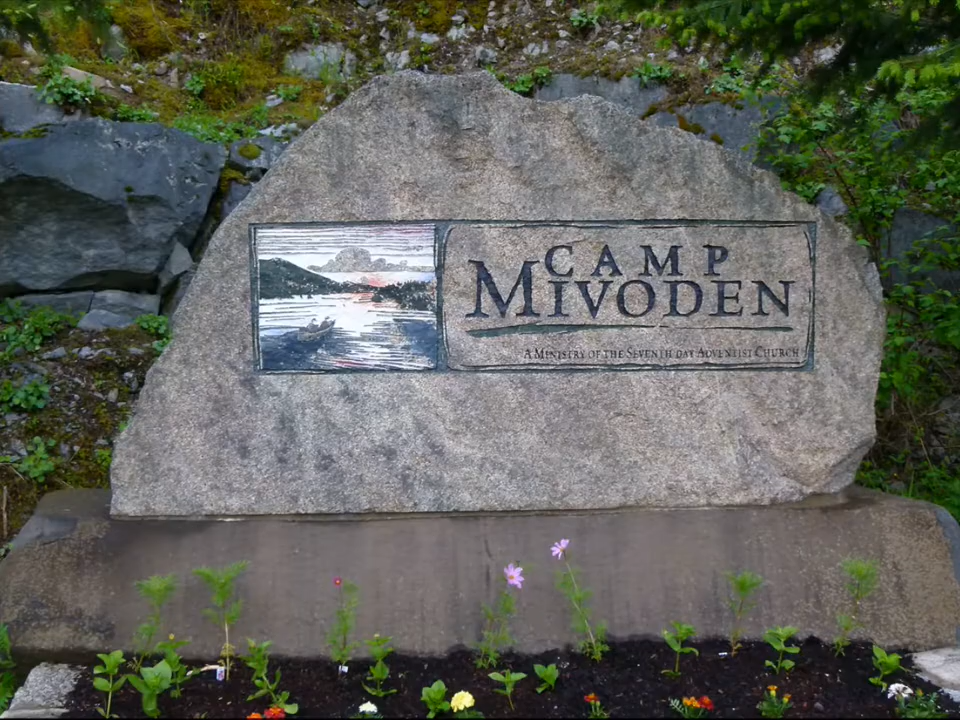 CAMP
MIVODEN
A MINISTRY OF THE SEVENTH DAY ADVENTIST CHURCH